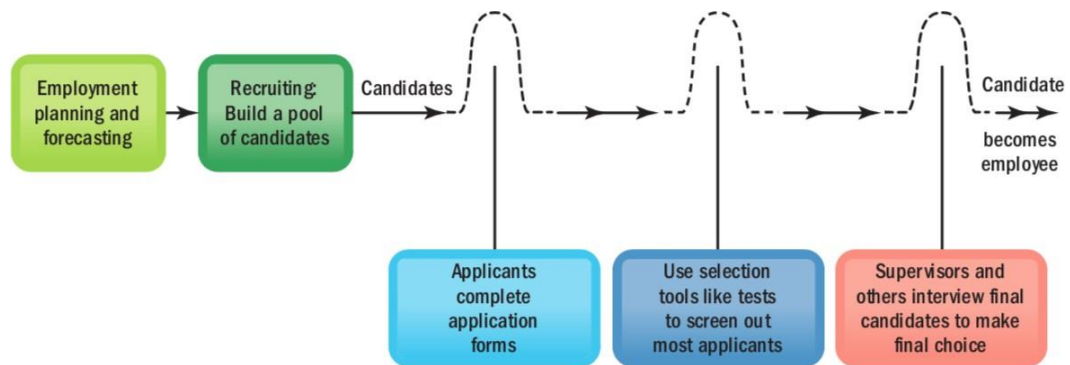 Employment
planning and
forecasting
Recruiting:
Build a pool
of candidates
Candidates
Candidate
becomes
employee
Applicants
complete
application
forms
Use selection
tools like tests
to screen out
most applicants
Supervisors and
others interview final
candidates to make
final choice